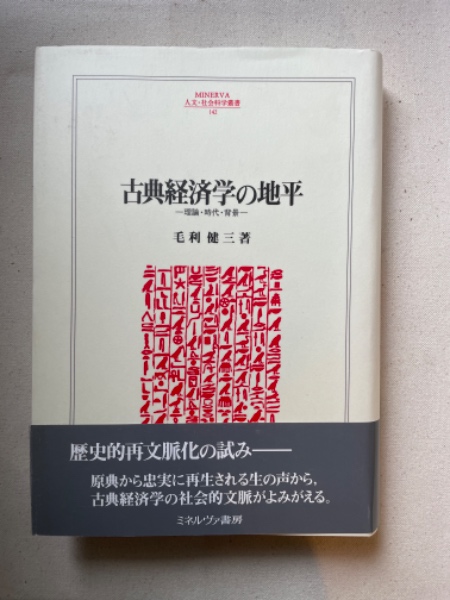 MINERVA
人文・社会科学叢書
142
古典経済学の地平
―理論・時代・背景―
毛利健三著
歴史的再文脈化の試み――
原典から忠実に再生される生の声から,
古典経済学の社会的文脈がよみがえる。
ミネルヴァ書房